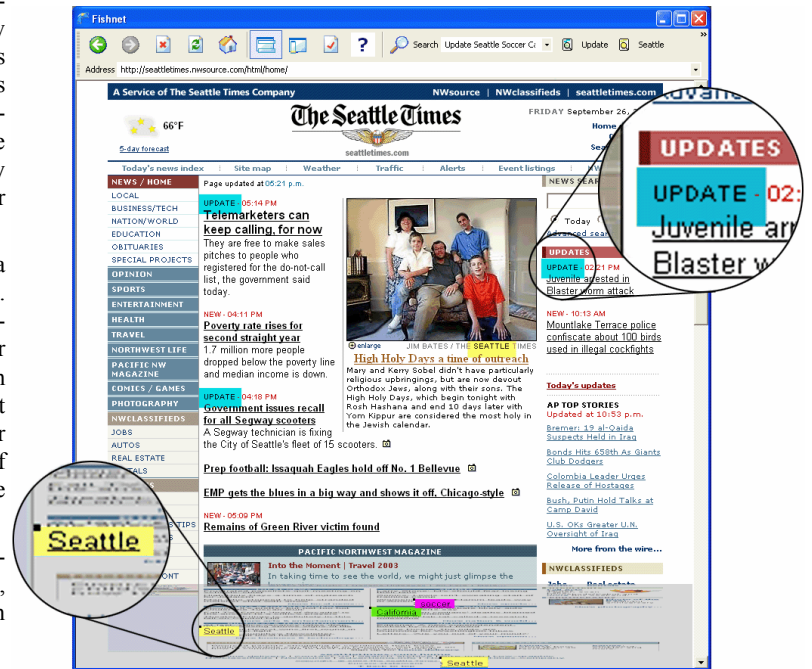 Fishnet
Search Update Seattle Soccer Ca Update Seattle
Address http://seattletimes.nwsource.com/html/home/
A Service of The Seattle Times Company NWsource | NWclassifieds | seattletimes.com
66°F
5-day forecast
The Seattle Times
seattletimes.com
FRIDAY September 26,
Home
Today's news index Site map Weather Traffic Alerts Event listings
NEWS / HOME
LOCAL
BUSINESS/TECH
NATION/WORLD
EDUCATION
OBITUARIES
SPECIAL PROJECTS
OPINION
SPORTS
ENTERTAINMENT
HEALTH
TRAVEL
NORTHWEST LIFE
PACIFIC NW
MAGAZINE
COMICS / GAMES
PHOTOGRAPHY
NWCLASSIFIEDS
JOBS
AUTOS
REAL ESTATE
Page updated at 05:21 p.m.
UPDATE - 05:14 PM
Telemarketers can
keep calling, for now
They are free to make sales
pitches to people who
registered for the do-not-call
list, the government said
today.
NEW - 04:11 PM
Poverty rate rises for
second straight year
1.7 million more people
dropped below the poverty line
and median income is down.
UPDATE - 04:18 PM
Government issues recall
for all Segway scooters
A Segway technician is fixing
the City of Seattle's fleet of 15 scooters.
enlarge JIM BATES / THE SEATTLE TIMES
High Holy Days a time of outreach
Mary and Kerry Sobel didn't have particularly
religious upbringings, but are now devout
Orthodox Jews, along with their sons. The
High Holy Days, which begin tonight with
Rosh Hashana and end 10 days later with
Yom Kippur are considered the most holy in
the Jewish calendar.
Prep football: Issaquah Eagles hold off No. 1 Bellevue
EMP gets the blues in a big way and shows it off, Chicago-style
NEW - 05:09 PM
Remains of Green River victim found
PACIFIC NORTHWEST MAGAZINE
Into the Moment | Travel 2003
In taking time to see the world, we might just glimpse the
NEWS SEAR
Today
Advanced sear
UPDATES
UPDATE - 02:21 PM
Juvenile arrested in
Blaster worm attack
NEW - 10:13 AM
Mountlake Terrace police
confiscate about 100 birds
used in illegal cockfights
Today's updates
AP TOP STORIES
Updated at 10:53 p.m.
Bremer: 19 al-Qaida
Suspects Held in Iraq
Bonds Hits 658th As Giants
Club Dodgers
Colombia Leader Urges
Release of Hostages
Bush, Putin Hold Talks at
Camp David
U.S. OKs Greater U.N.
Oversight of Iraq
More from the wire...
NWCLASSIFIEDS
Jobs Real estate
UPDATES
UPDATE - 02:
Juvenile arr
Blaster w
Seattle
soccer
California
Seattle
Seattle